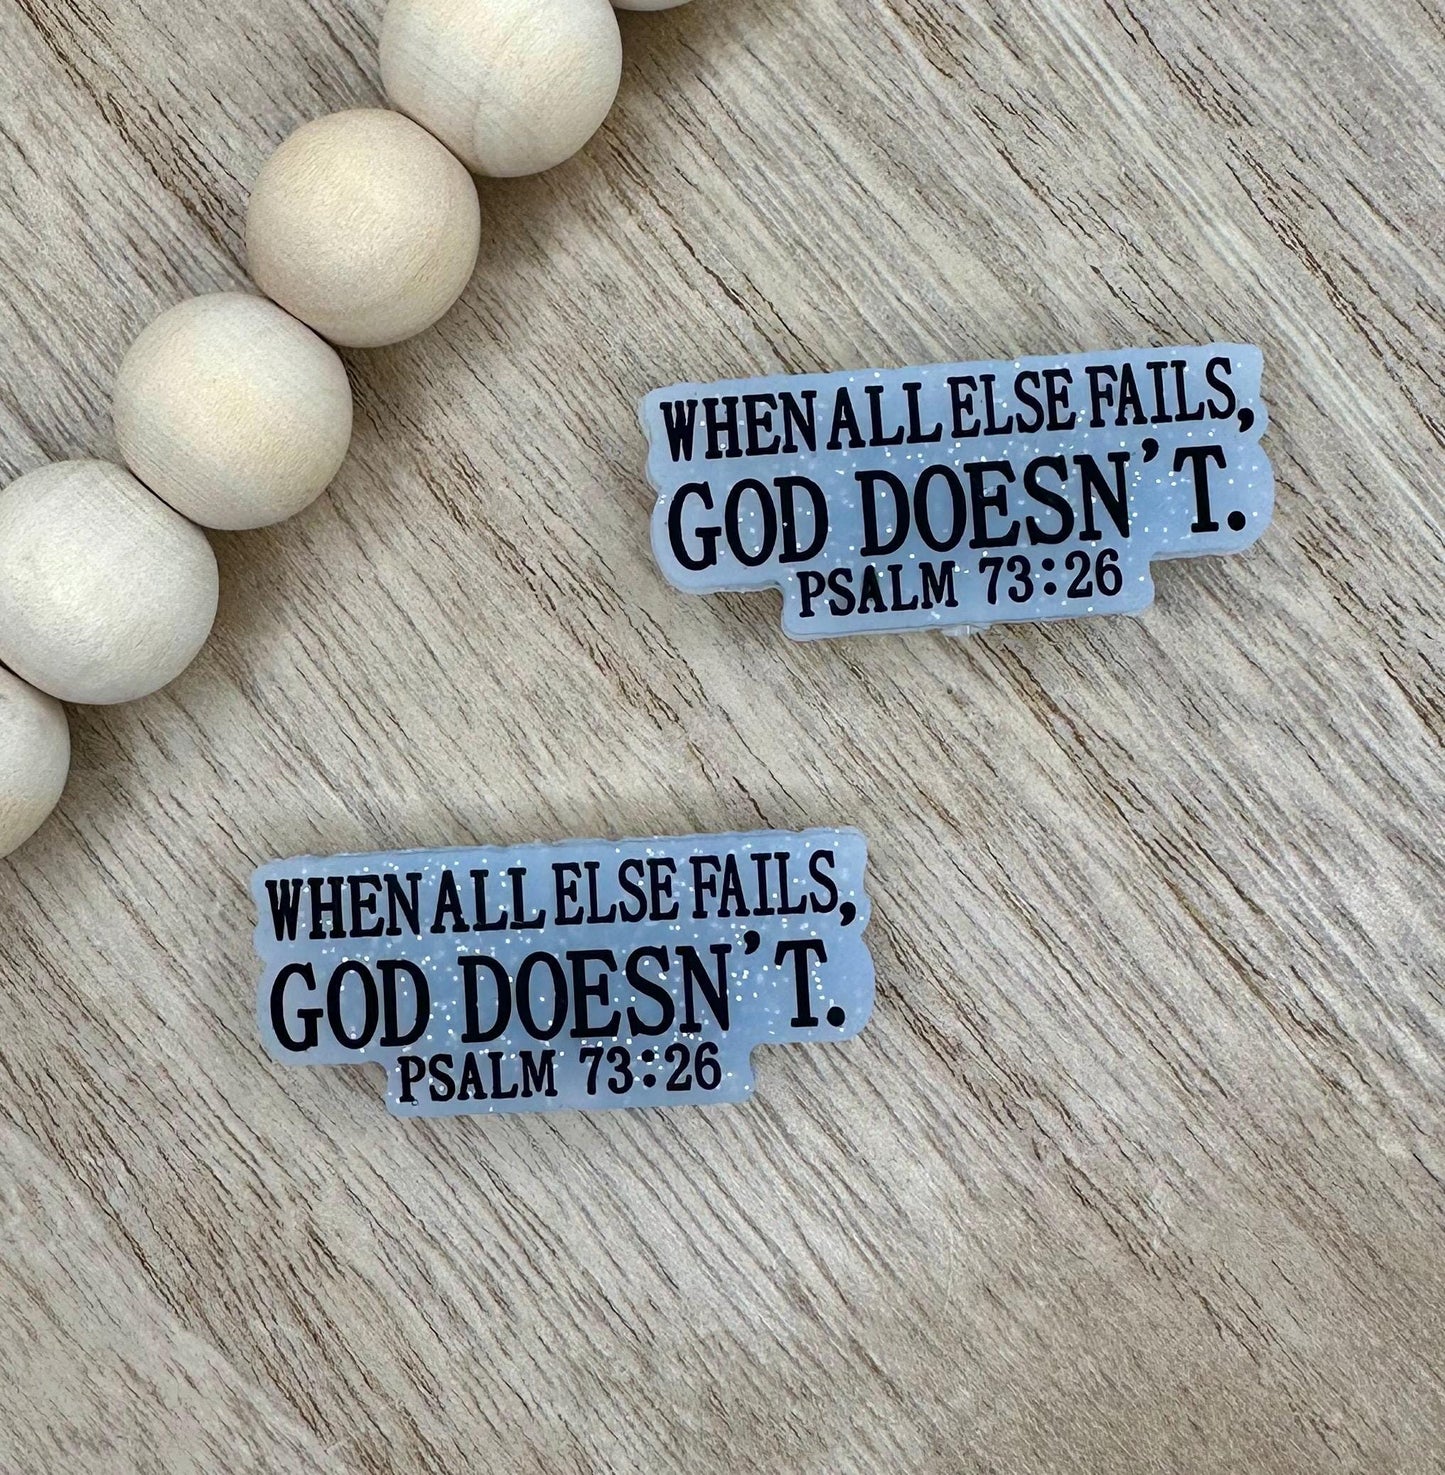 WHEN ALL ELSE FAILS,
GOD DOESN'T.
PSALM 73:26
WHEN ALL ELSE FAILS,
GOD DOESN'T.
PSALM 73:26